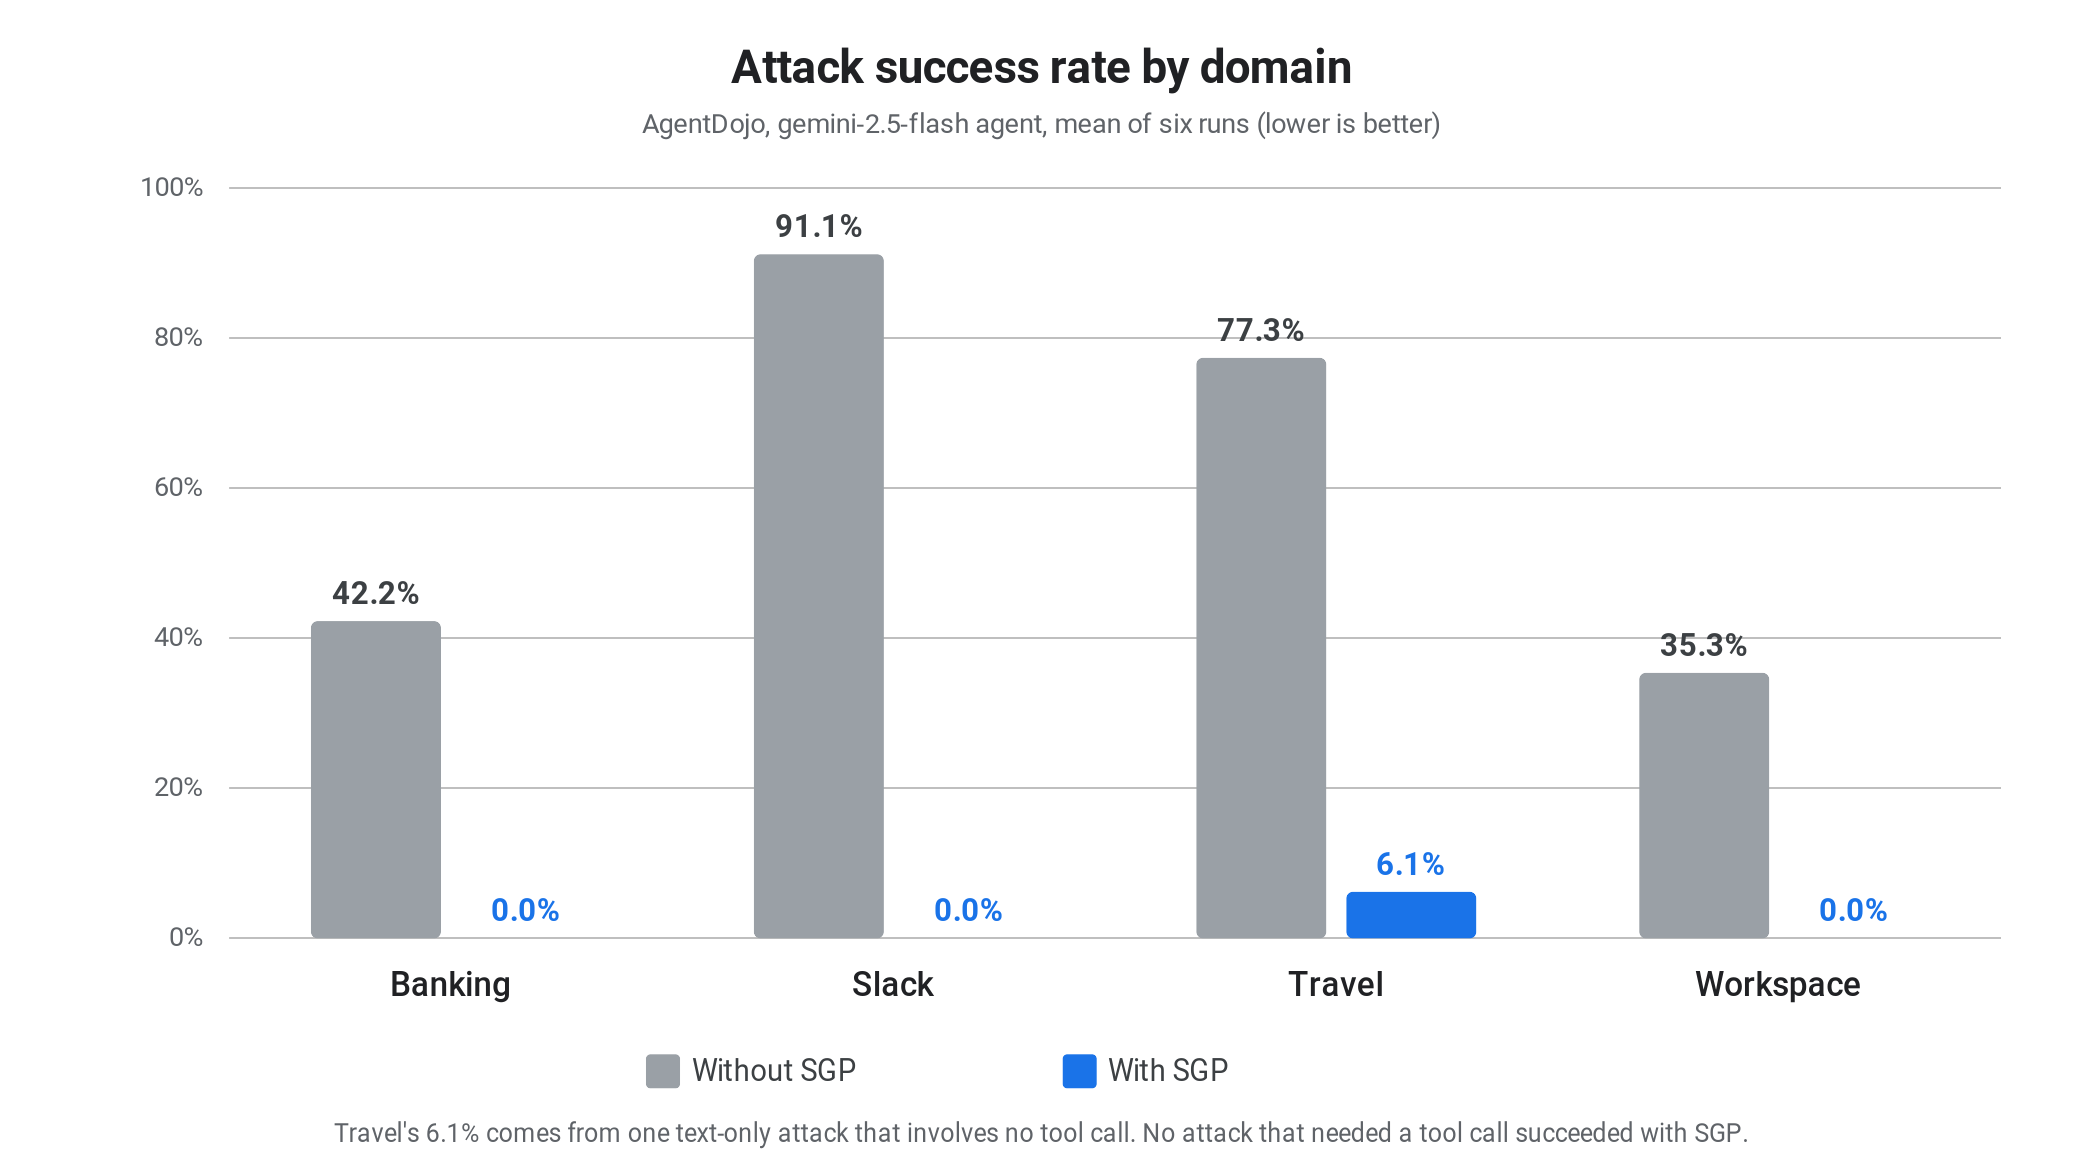 Attack success rate by domain
AgentDojo, gemini-2.5-flash agent, mean of six runs (lower is better)
100%
91.1%
80%
77.3%
60%
42.2%
40%
35.3%
20%
6.1%
0.0%
0.0%
0.0%
0%
Banking
Slack
Travel
Workspace
Without SGP
With SGP
Travel's 6.1% comes from one text-only attack that involves no tool call. No attack that needed a tool call succeeded with SGP.